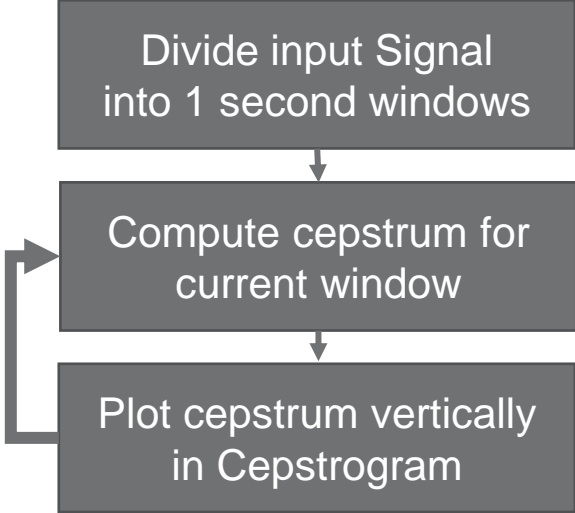 Divide input Signal
into 1 second windows
Compute cepstrum for
current window
Plot cepstrum vertically
in Cepstrogram